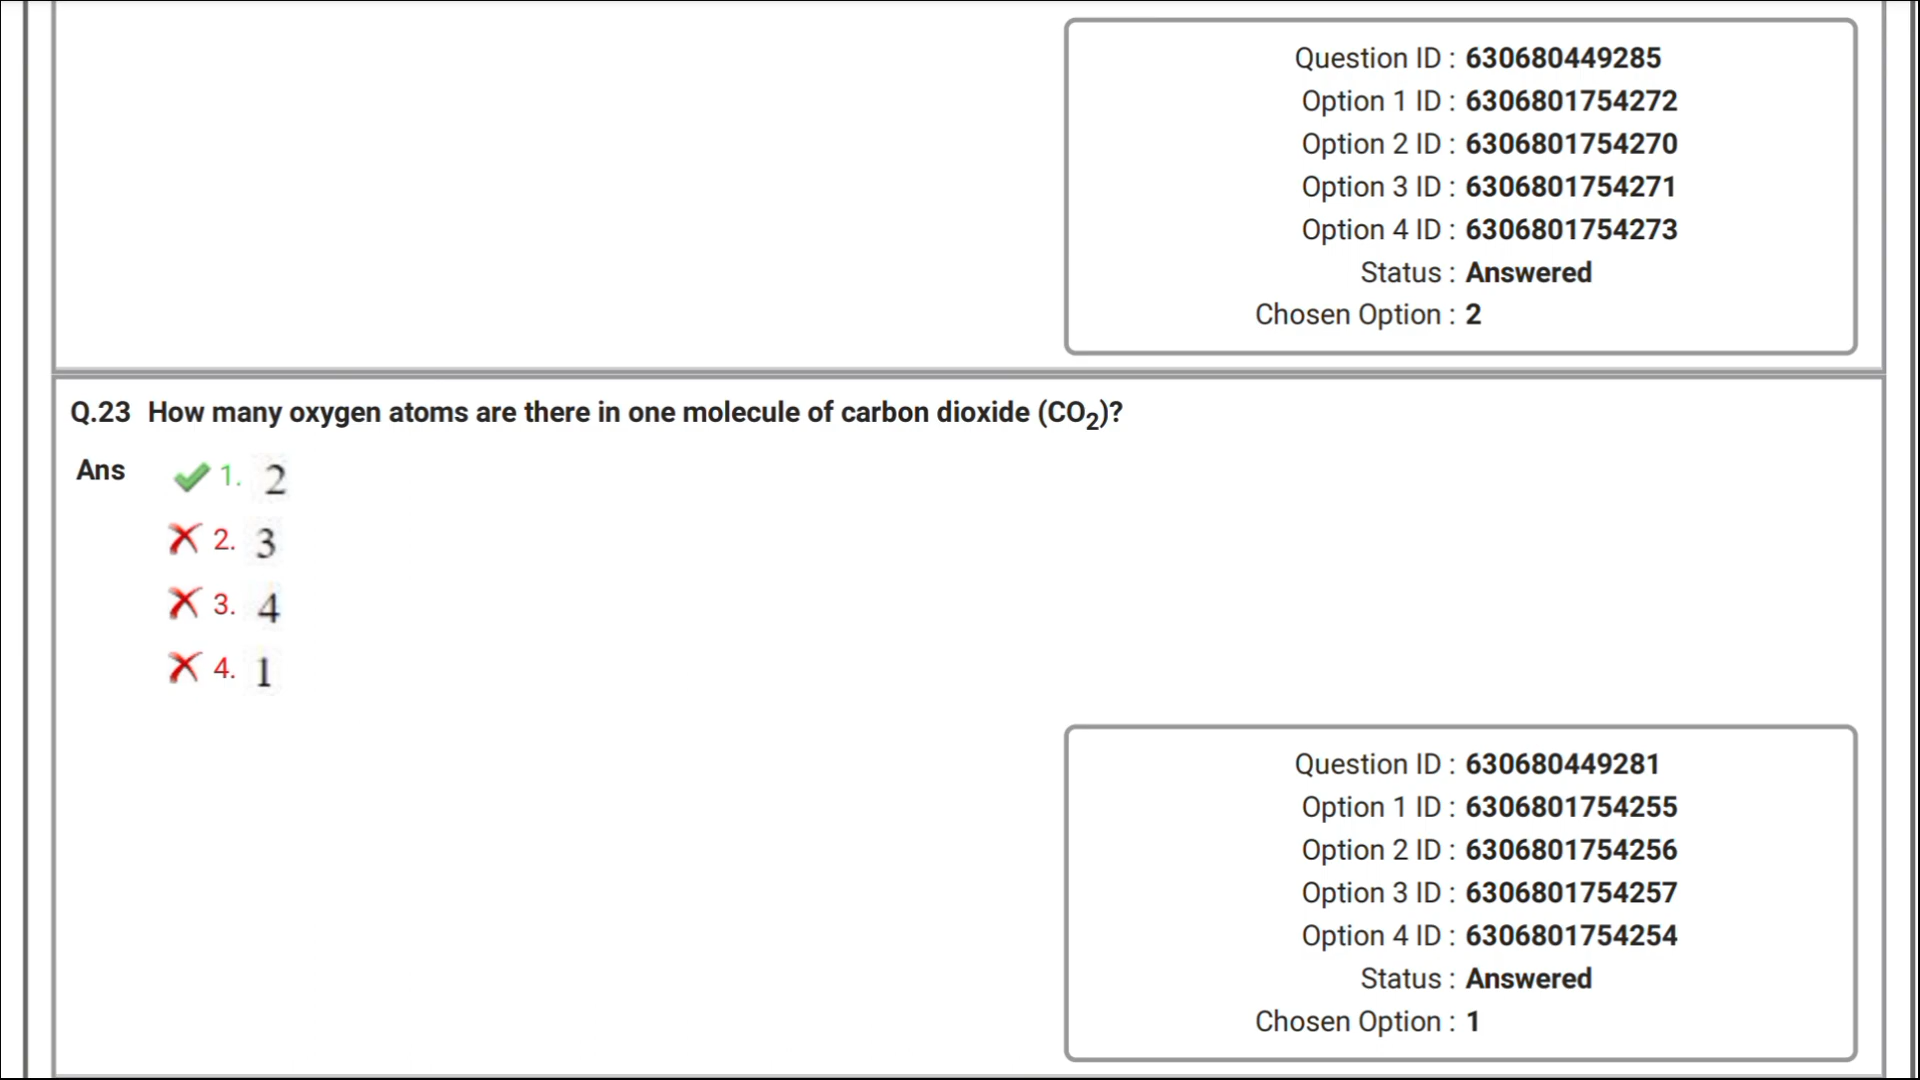 Question ID : 630680449285
Option 1 ID : 6306801754272
Option 2 ID : 6306801754270
Option 3 ID : 6306801754271
Option 4 ID : 6306801754273
Status : Answered
Chosen Option : 2
Q.23 How many oxygen atoms are there in one molecule of carbon dioxide (CO₂)?
Ans 1. 2
2. 3
3. 4
4. 1
Question ID : 630680449281
Option 1 ID : 6306801754255
Option 2 ID : 6306801754256
Option 3 ID : 6306801754257
Option 4 ID : 6306801754254
Status : Answered
Chosen Option : 1